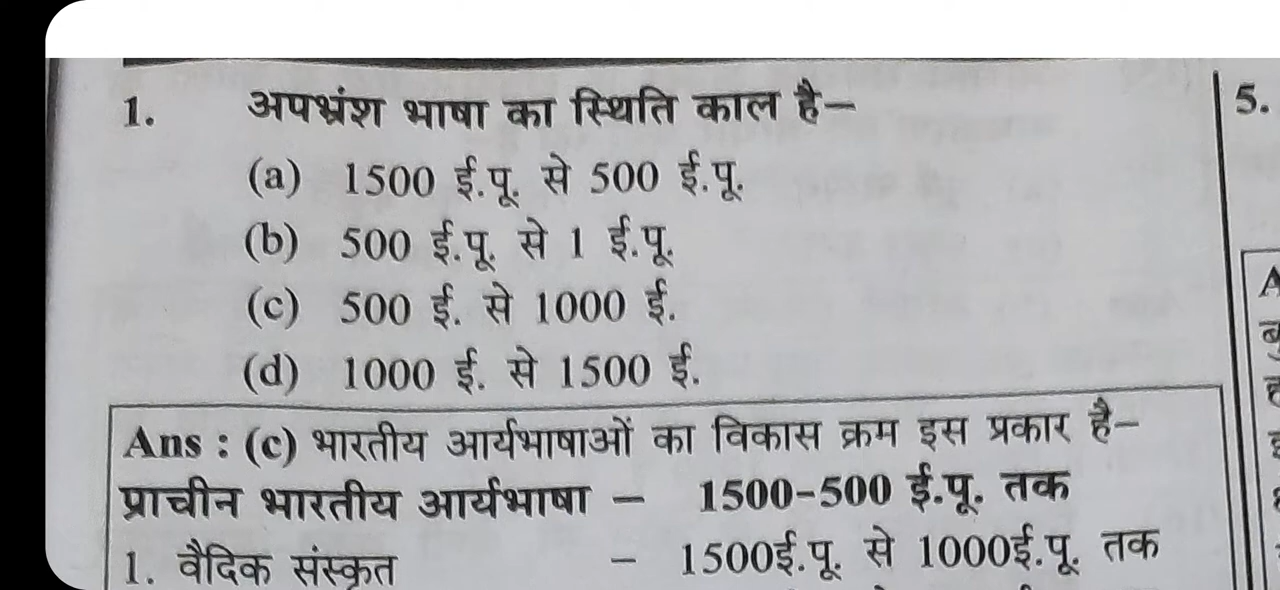 1. अपभ्रंश भाषा का स्थिति काल है–
(a) 1500 ई.पू. से 500 ई.पू.
(b) 500 ई.पू. से 1 ई.पू.
(c) 500 ई. से 1000 ई.
(d) 1000 ई. से 1500 ई.
Ans : (c) भारतीय आर्यभाषाओं का विकास क्रम इस प्रकार है–
प्राचीन भारतीय आर्यभाषा – 1500-500 ई.पू. तक
1. वैदिक संस्कृत – 1500ई.पू. से 1000ई.पू. तक
5.